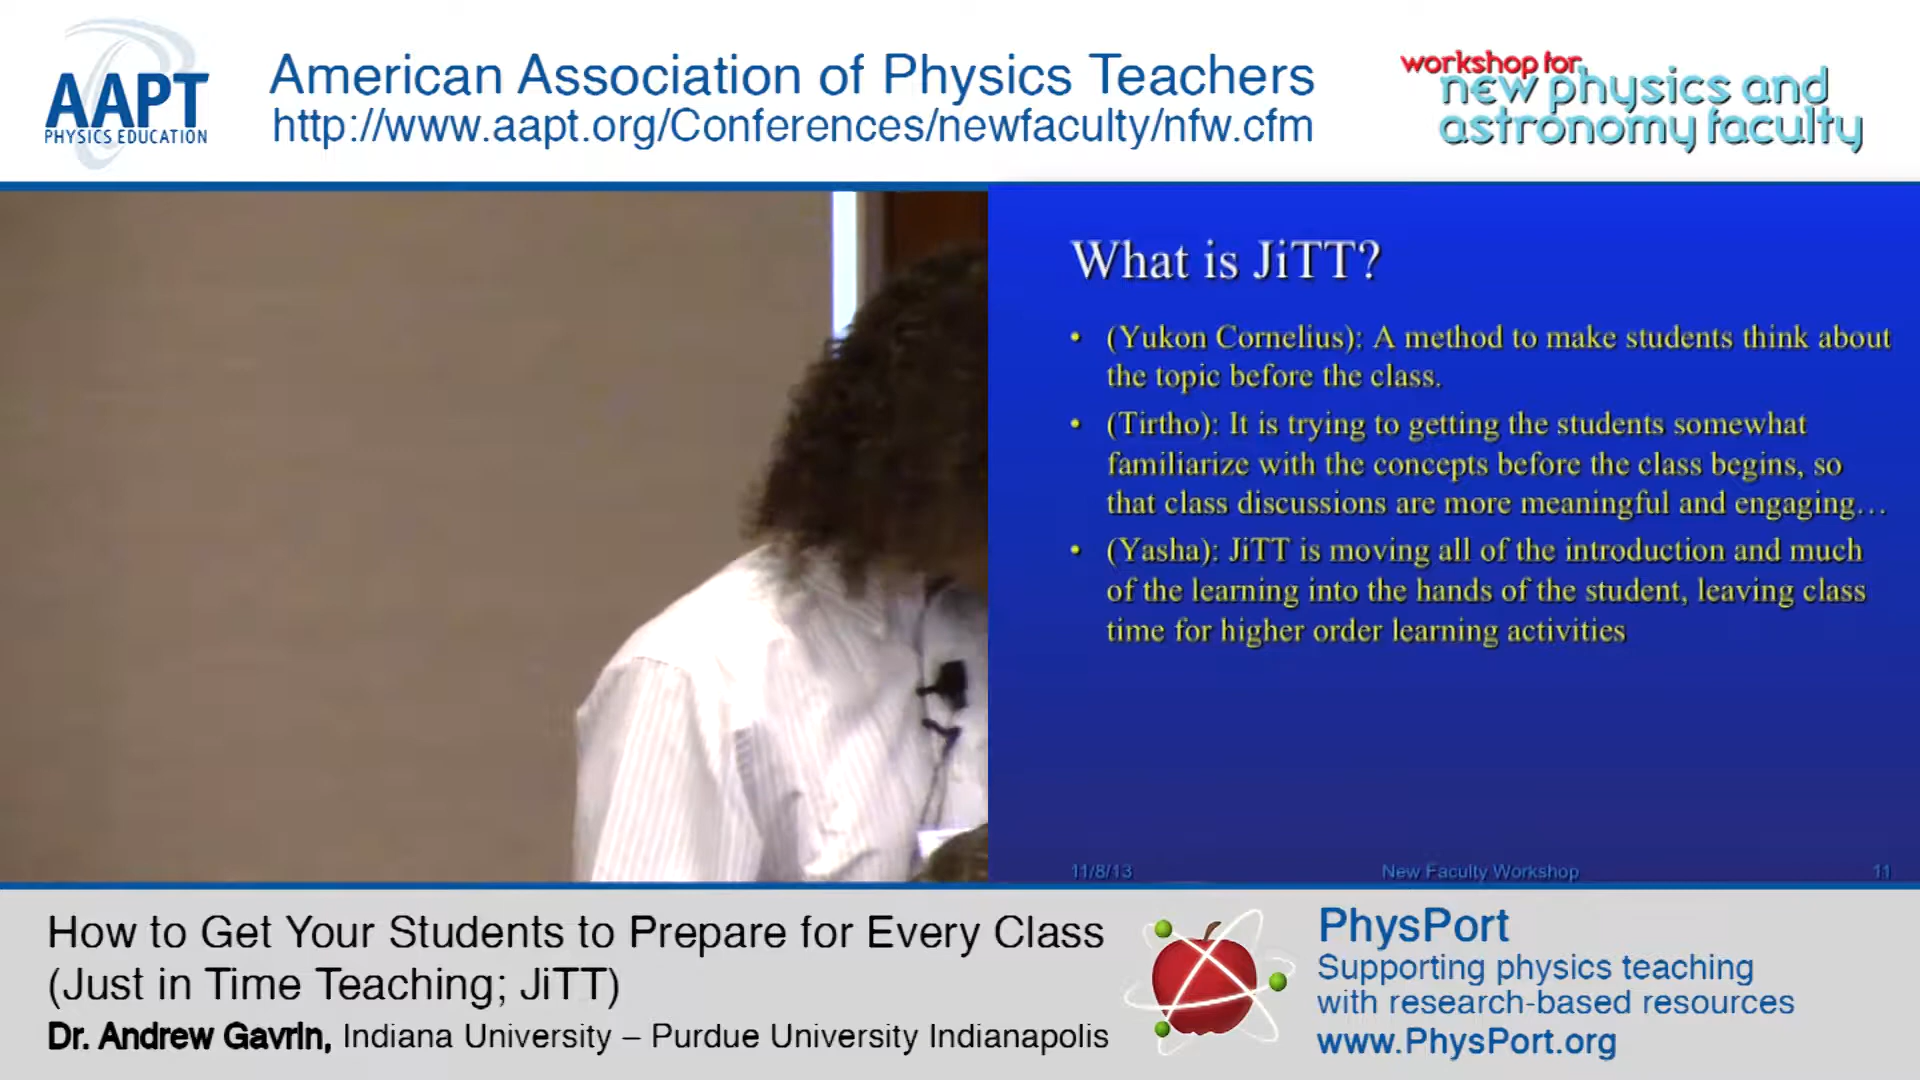 AAPT
PHYSICS EDUCATION
American Association of Physics Teachers
http://www.aapt.org/Conferences/newfaculty/nfw.cfm
workshop for
new physics and
astronomy faculty
What is JiTT?
• (Yukon Cornelius): A method to make students think about
the topic before the class.
• (Tirtho): It is trying to getting the students somewhat
familiarize with the concepts before the class begins, so
that class discussions are more meaningful and engaging…
• (Yasha): JiTT is moving all of the introduction and much
of the learning into the hands of the student, leaving class
time for higher order learning activities
11/8/13
New Faculty Workshop
11
How to Get Your Students to Prepare for Every Class
(Just in Time Teaching; JiTT)
Dr. Andrew Gavrin, Indiana University – Purdue University Indianapolis
PhysPort
Supporting physics teaching
with research-based resources
www.PhysPort.org